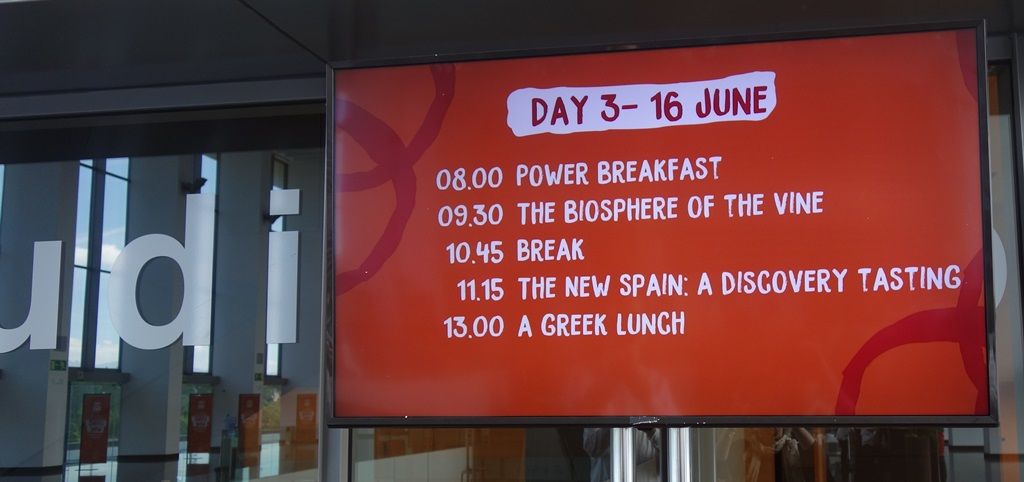 DAY 3- 16 JUNE
08.00 POWER BREAKFAST
09.30 THE BIOSPHERE OF THE VINE
10.45 BREAK
11.15 THE NEW SPAIN: A DISCOVERY TASTING
13.00 A GREEK LUNCH
udi